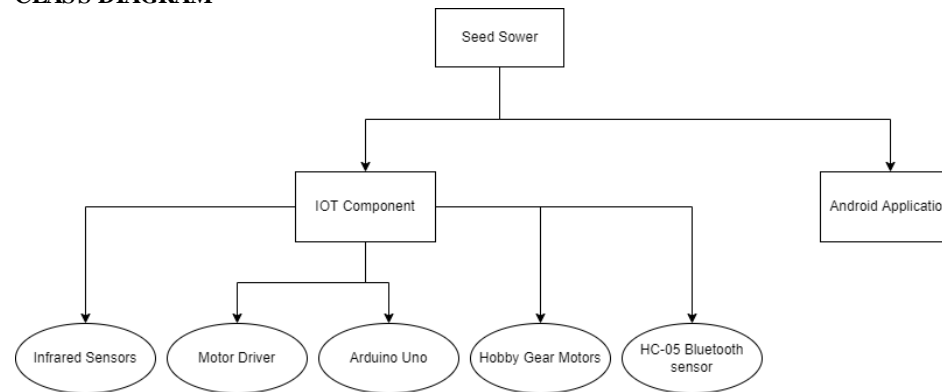 CLASS DIAGRAM
Seed Sower
IOT Component
Android Applicatio
Infrared Sensors
Motor Driver
Arduino Uno
Hobby Gear Motors
HC-05 Bluetooth
sensor